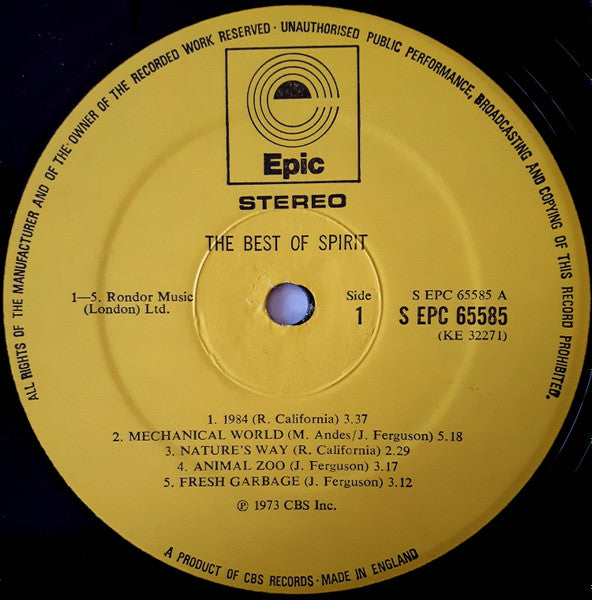 ALL RIGHTS OF THE MANUFACTURER AND OF THE OWNER OF THE RECORDED WORK RESERVED · UNAUTHORISED PUBLIC PERFORMANCE, BROADCASTING AND COPYING OF THIS RECORD PROHIBITED.
Epic
STEREO
THE BEST OF SPIRIT
1—5. Rondor Music
(London) Ltd.
Side
1
S EPC 65585 A
S EPC 65585
(KE 32271)
1. 1984 (R. California) 3.37
2. MECHANICAL WORLD (M. Andes/J. Ferguson) 5.18
3. NATURE'S WAY (R. California) 2.29
4. ANIMAL ZOO (J. Ferguson) 3.17
5. FRESH GARBAGE (J. Ferguson) 3.12
℗ 1973 CBS Inc.
A PRODUCT OF CBS RECORDS · MADE IN ENGLAND